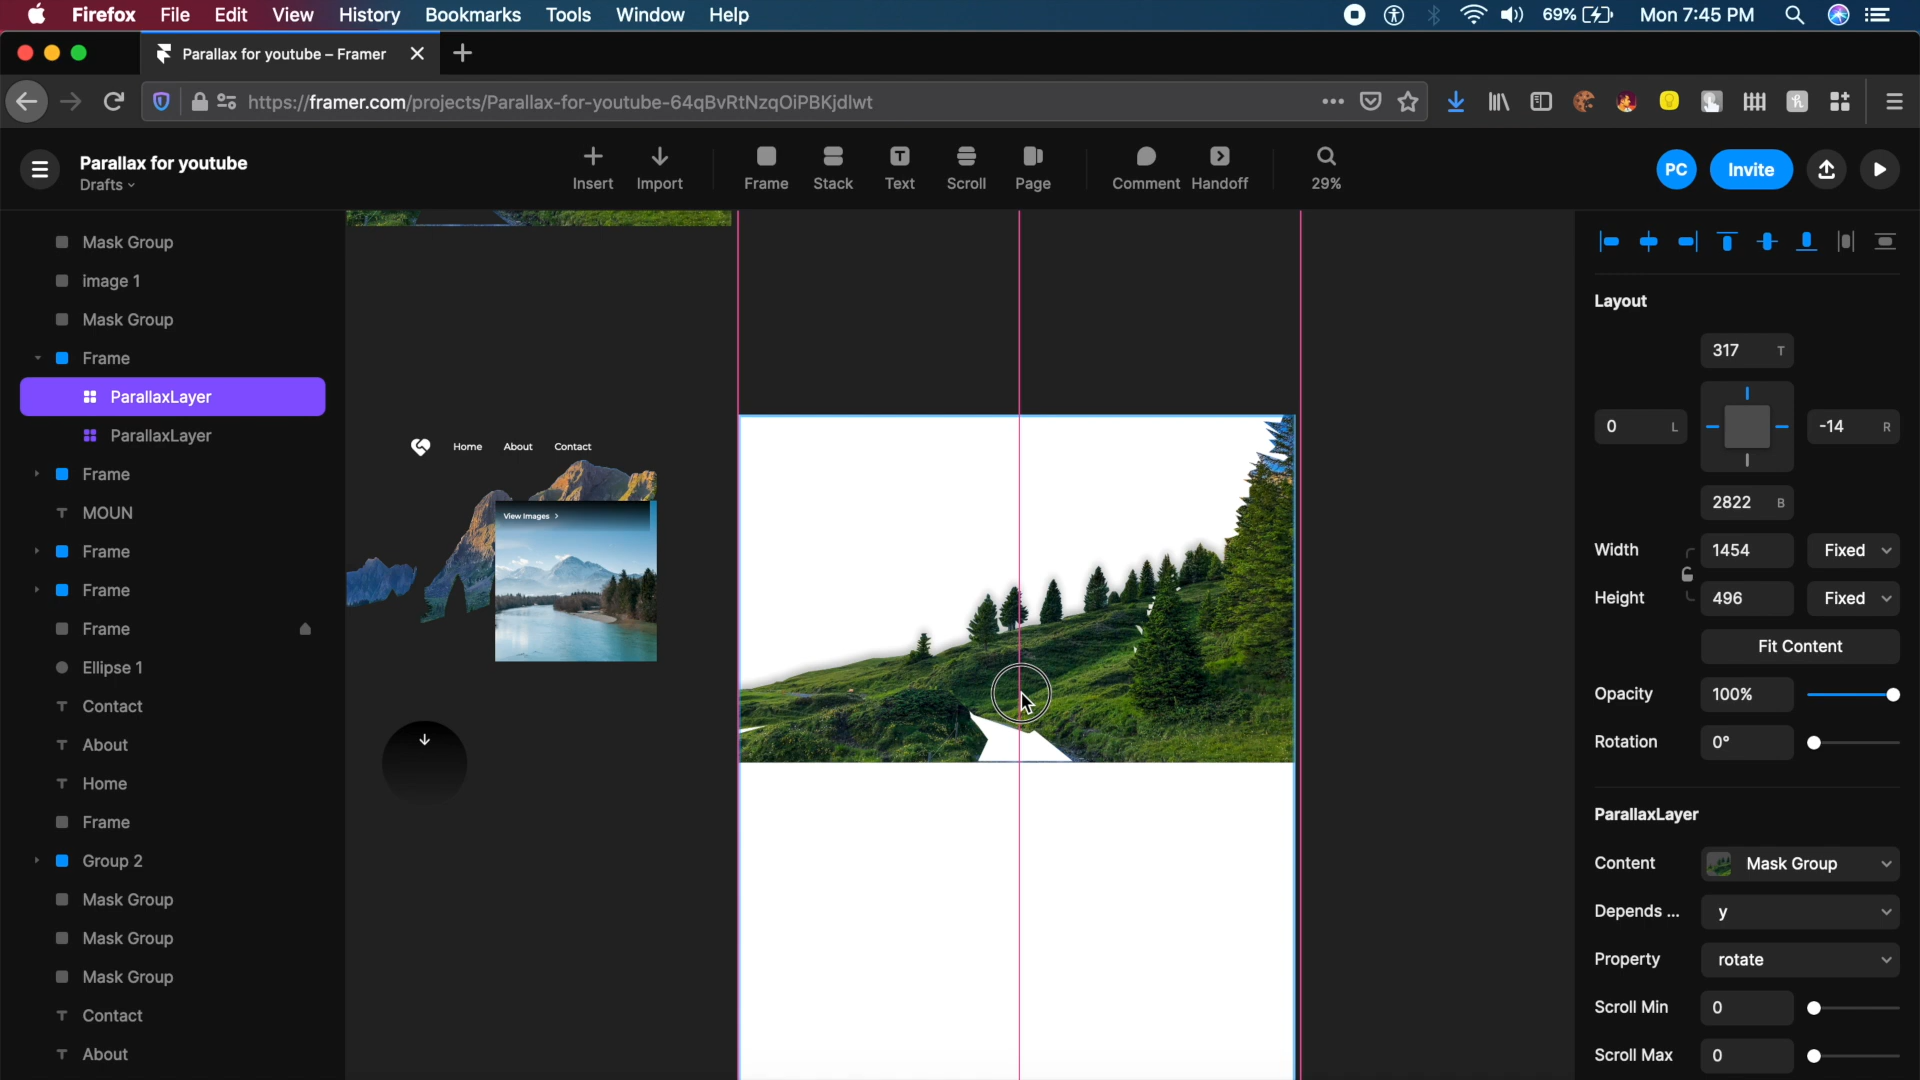 Firefox File Edit View History Bookmarks Tools Window Help 69% Mon 7:45 PM
Parallax for youtube – Framer
https://framer.com/projects/Parallax-for-youtube-64qBvRtNzqOiPBKjdlwt
Parallax for youtube
Drafts
Insert Import Frame Stack Text Scroll Page Comment Handoff 29%
PC Invite
Mask Group
image 1
Mask Group
Frame
ParallaxLayer
ParallaxLayer
Frame
MOUN
Frame
Frame
Frame
Ellipse 1
Contact
About
Home
Frame
Group 2
Mask Group
Mask Group
Mask Group
Contact
About
Home About Contact
View Images
Layout
317 T
0 L
-14 R
2822 B
Width 1454 Fixed
Height 496 Fixed
Fit Content
Opacity 100%
Rotation 0°
ParallaxLayer
Content Mask Group
Depends ... y
Property rotate
Scroll Min 0
Scroll Max 0